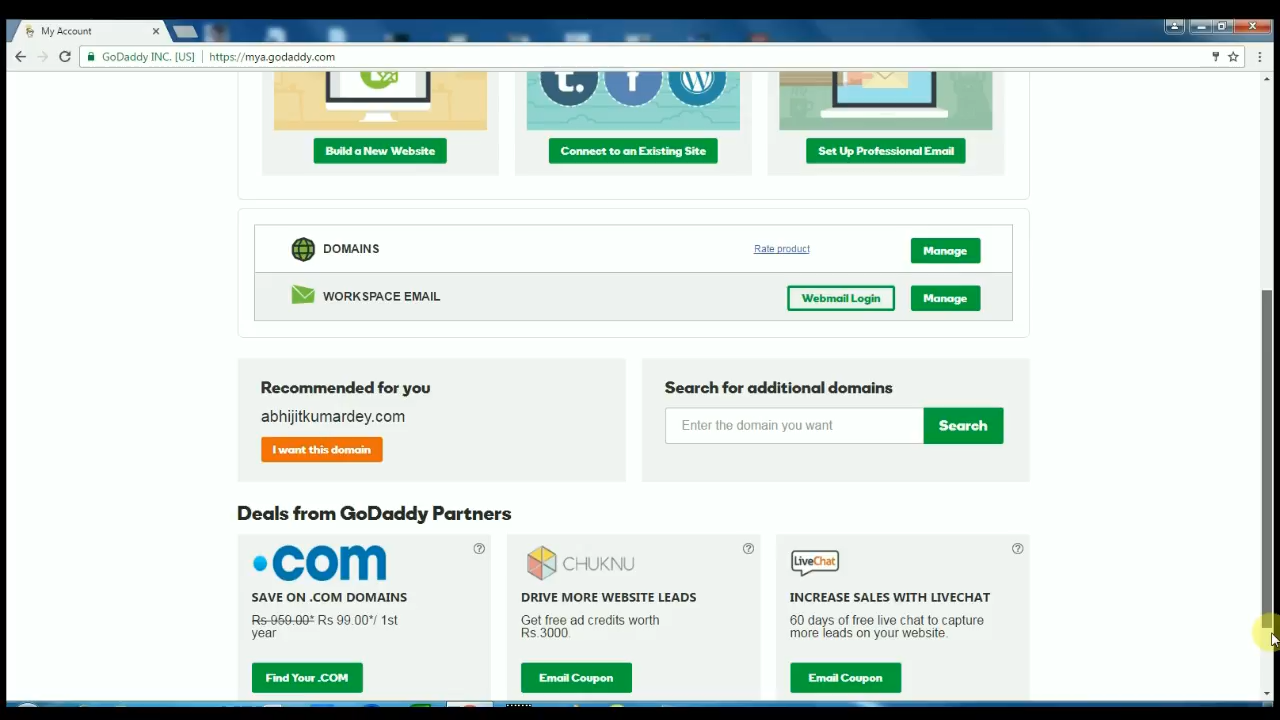 My Account
GoDaddy INC. [US]
https://mya.godaddy.com
t.
f
W
Build a New Website
Connect to an Existing Site
Set Up Professional Email
DOMAINS
Rate product
Manage
WORKSPACE EMAIL
Webmail Login
Manage
Recommended for you
abhijitkumardey.com
I want this domain
Search for additional domains
Enter the domain you want
Search
Deals from GoDaddy Partners
.com
SAVE ON .COM DOMAINS
Rs 959.00* Rs 99.00*/ 1st
year
Find Your .COM
?
CHUKNU
DRIVE MORE WEBSITE LEADS
Get free ad credits worth
Rs.3000.
Email Coupon
?
LiveChat
INCREASE SALES WITH LIVECHAT
60 days of free live chat to capture
more leads on your website.
Email Coupon
?